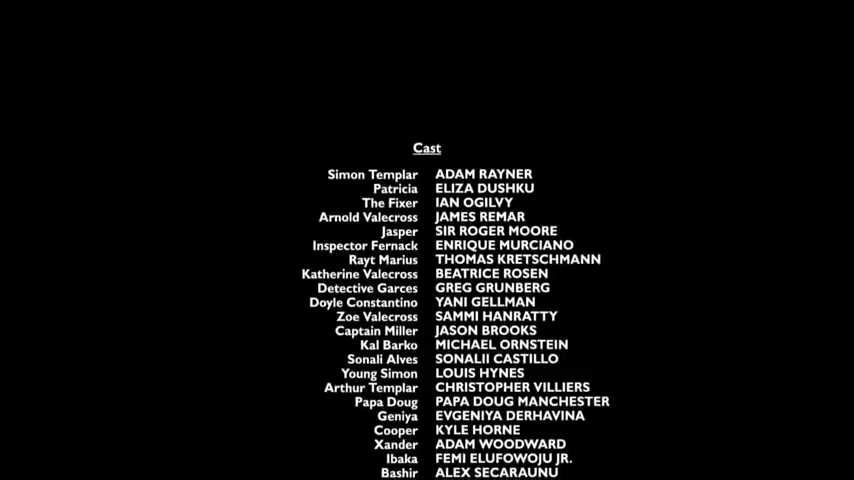 Cast
Simon Templar ADAM RAYNER
Patricia ELIZA DUSHKU
The Fixer IAN OGILVY
Arnold Valecross JAMES REMAR
Jasper SIR ROGER MOORE
Inspector Fernack ENRIQUE MURCIANO
Rayt Marius THOMAS KRETSCHMANN
Katherine Valecross BEATRICE ROSEN
Detective Garces GREG GRUNBERG
Doyle Constantino YANI GELLMAN
Zoe Valecross SAMMI HANRATTY
Captain Miller JASON BROOKS
Kal Barko MICHAEL ORNSTEIN
Sonali Alves SONALII CASTILLO
Young Simon LOUIS HYNES
Arthur Templar CHRISTOPHER VILLIERS
Papa Doug PAPA DOUG MANCHESTER
Geniya EVGENIYA DERHAVINA
Cooper KYLE HORNE
Xander ADAM WOODWARD
Ibaka FEMI ELUFOWOJU JR.
Bashir ALEX SECARAUNU